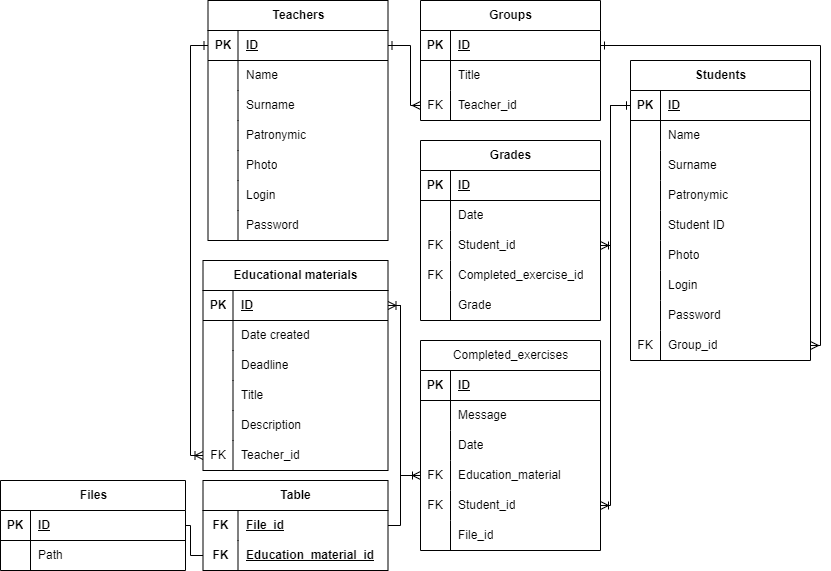 Teachers
PK ID
Name
Surname
Patronymic
Photo
Login
Password
Groups
PK ID
Title
FK Teacher_id
Students
PK ID
Name
Surname
Patronymic
Student ID
Photo
Login
Password
FK Group_id
Grades
PK ID
Date
FK Student_id
FK Completed_exercise_id
Grade
Educational materials
PK ID
Date created
Deadline
Title
Description
FK Teacher_id
Completed_exercises
PK ID
Message
Date
FK Education_material
FK Student_id
File_id
Files
PK ID
Path
Table
FK File_id
FK Education_material_id